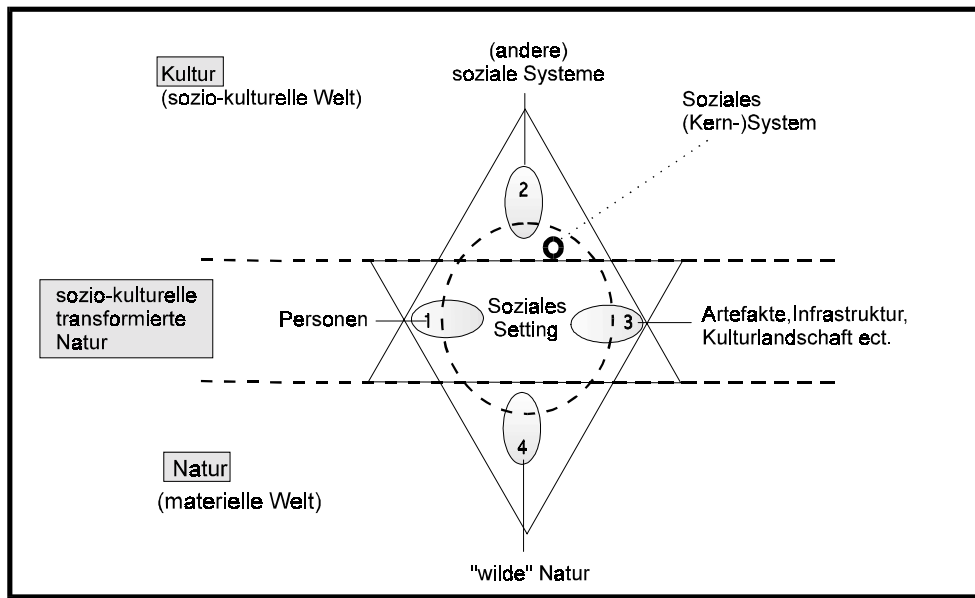 (andere)
soziale Systeme
Kultur
(sozio-kulturelle Welt)
Soziales
(Kern-)System
2
sozio-kulturelle
transformierte
Natur
Personen
1
Soziales
Setting
3
Artefakte,Infrastruktur,
Kulturlandschaft ect.
4
Natur
(materielle Welt)
"wilde" Natur